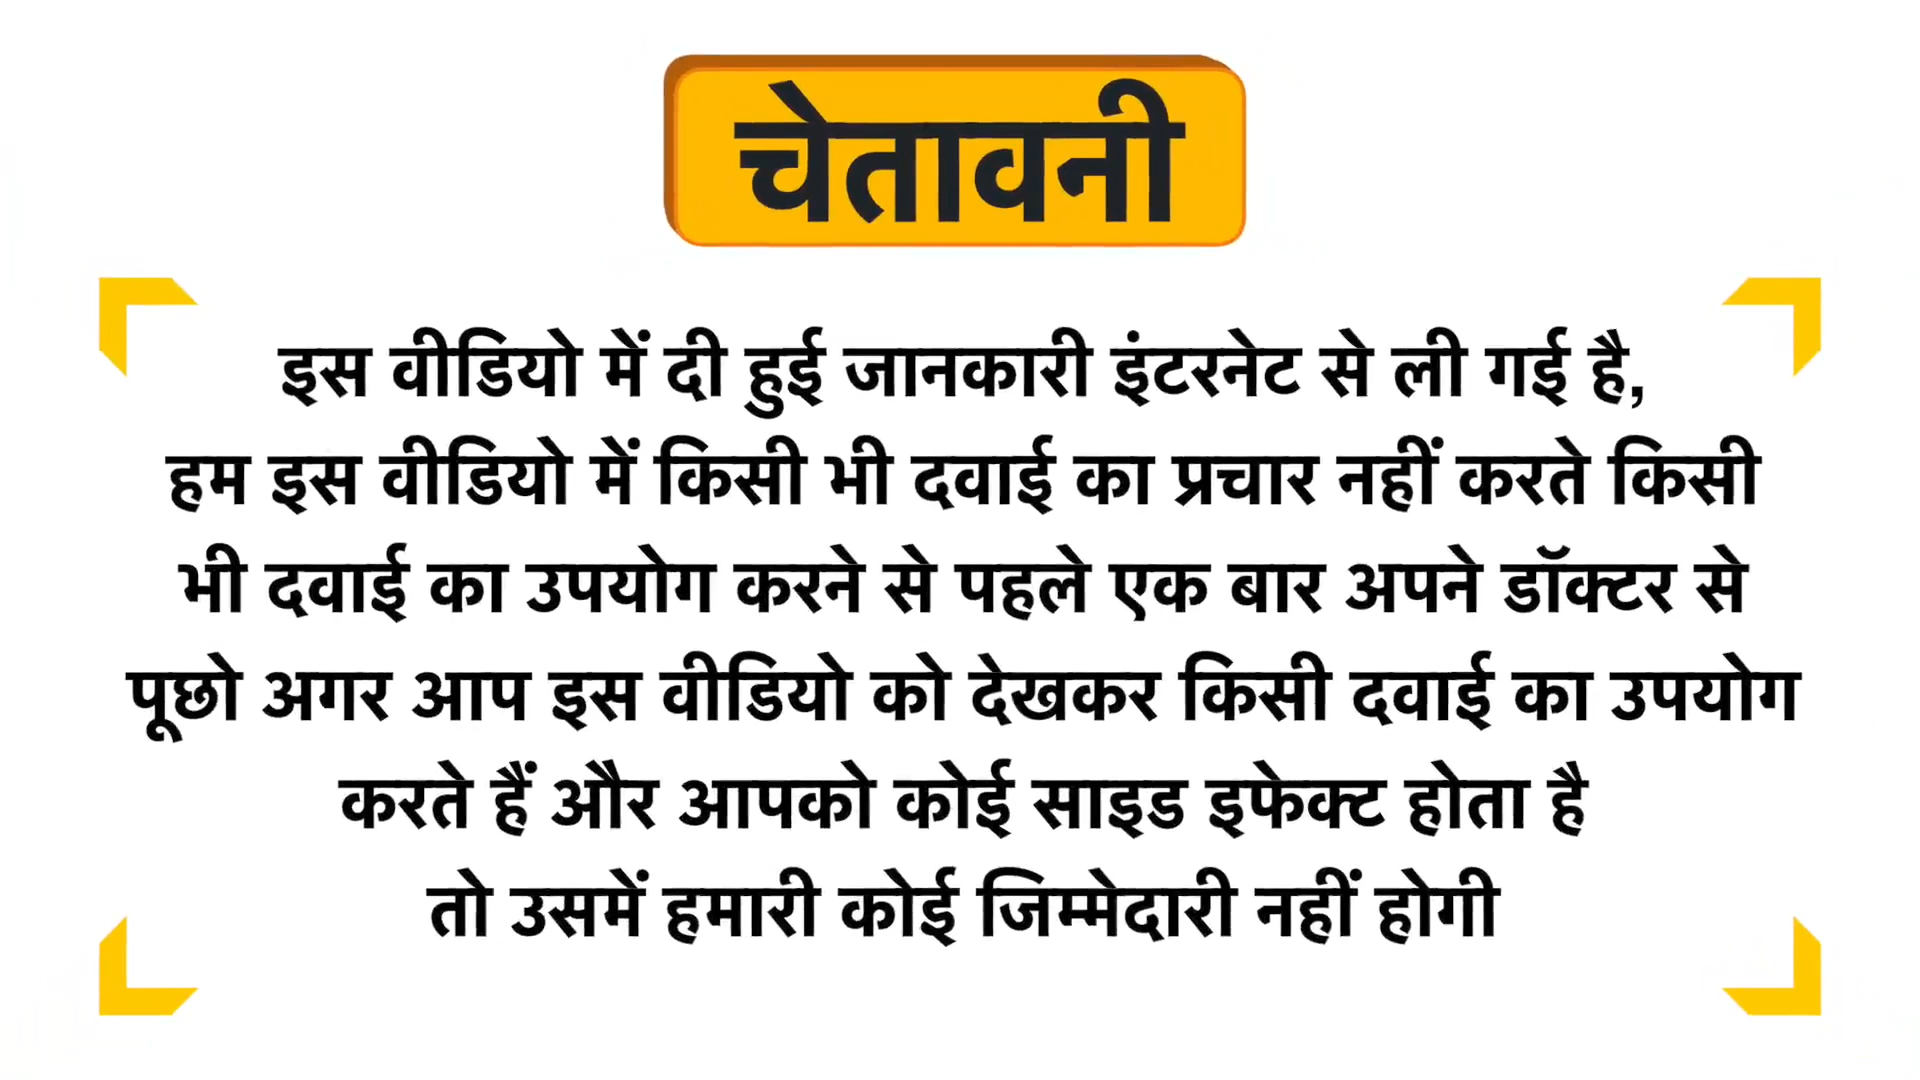 चेतावनी
इस वीडियो में दी हुई जानकारी इंटरनेट से ली गई है,
हम इस वीडियो में किसी भी दवाई का प्रचार नहीं करते किसी
भी दवाई का उपयोग करने से पहले एक बार अपने डॉक्टर से
पूछो अगर आप इस वीडियो को देखकर किसी दवाई का उपयोग
करते हैं और आपको कोई साइड इफेक्ट होता है
तो उसमें हमारी कोई जिम्मेदारी नहीं होगी